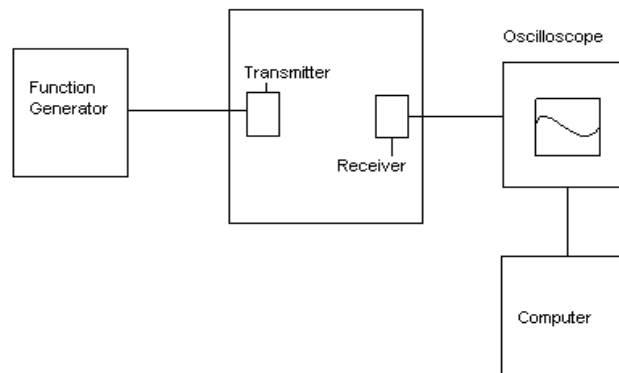 Oscilloscope
Function
Generator
Transmitter
Receiver
Computer